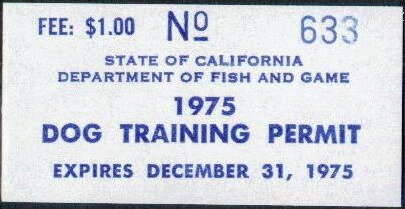 FEE: $1.00 Nº 633
STATE OF CALIFORNIA
DEPARTMENT OF FISH AND GAME
1975
DOG TRAINING PERMIT
EXPIRES DECEMBER 31, 1975